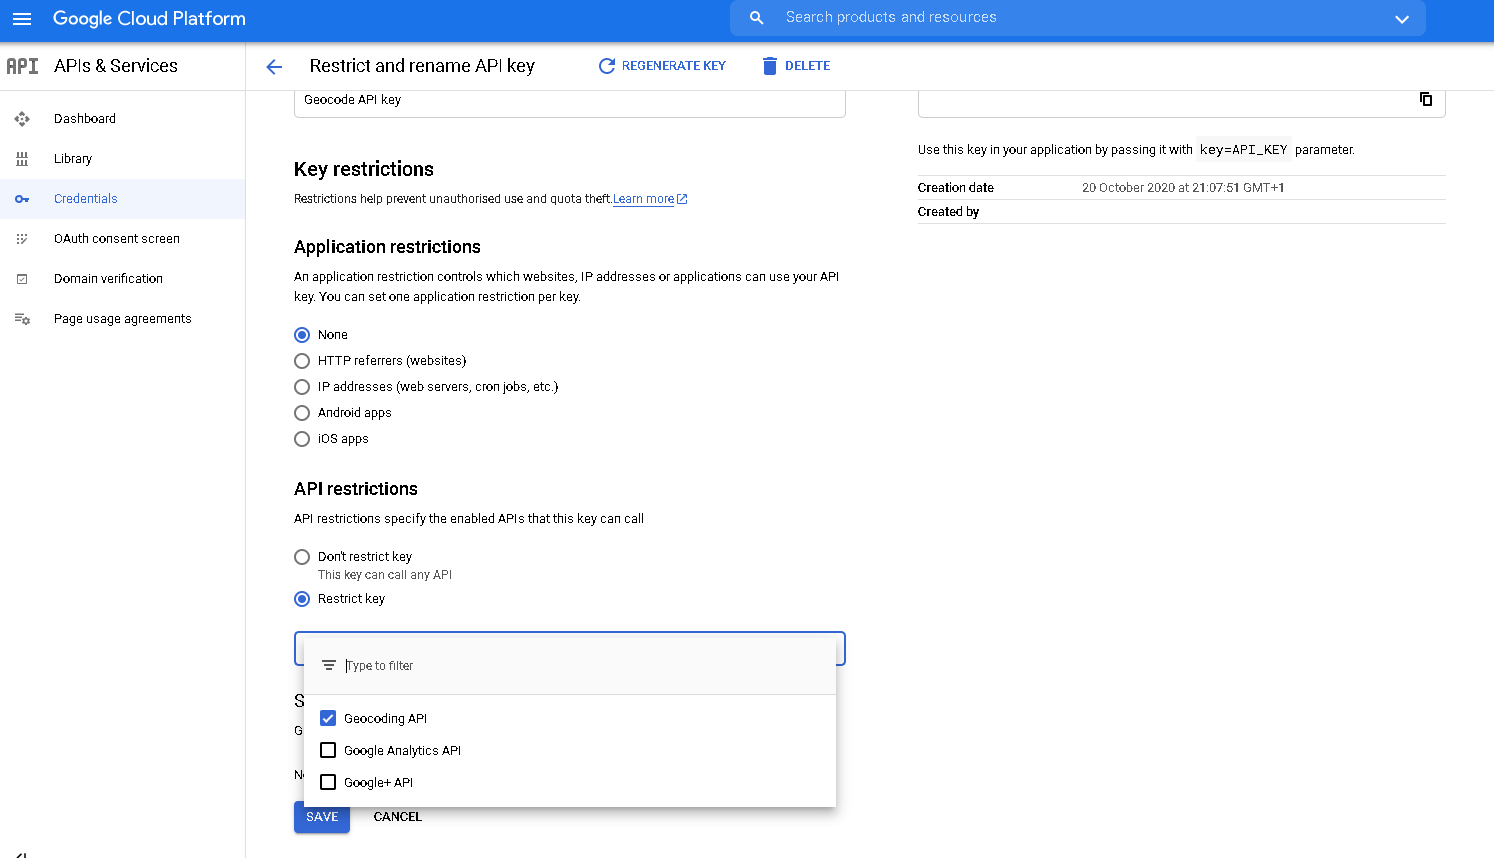 Google Cloud Platform
Search products and resources
API APIs & Services
Restrict and rename API key
REGENERATE KEY
DELETE
Dashboard
Library
Credentials
OAuth consent screen
Domain verification
Page usage agreements
Geocode API key
Key restrictions
Restrictions help prevent unauthorised use and quota theft.Learn more
Application restrictions
An application restriction controls which websites, IP addresses or applications can use your API
key. You can set one application restriction per key.
None
HTTP referrers (websites)
IP addresses (web servers, cron jobs, etc.)
Android apps
iOS apps
API restrictions
API restrictions specify the enabled APIs that this key can call
Don't restrict key
This key can call any API
Restrict key
Type to filter
Geocoding API
Google Analytics API
Google+ API
SAVE
CANCEL
Use this key in your application by passing it with key=API_KEY parameter.
Creation date 20 October 2020 at 21:07:51 GMT+1
Created by